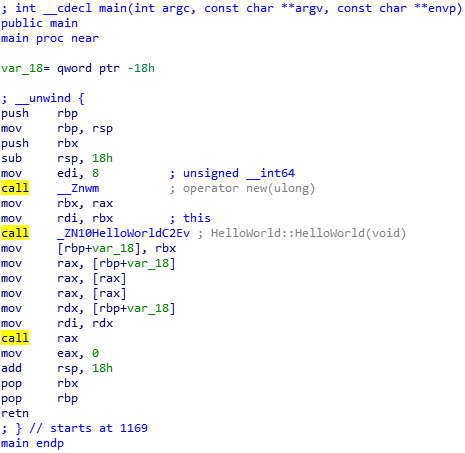 ; int __cdecl main(int argc, const char **argv, const char **envp)
public main
main proc near
var_18= qword ptr -18h
; __unwind {
push rbp
mov rbp, rsp
push rbx
sub rsp, 18h
mov edi, 8 ; unsigned __int64
call __Znwm ; operator new(ulong)
mov rbx, rax
mov rdi, rbx ; this
call _ZN10HelloWorldC2Ev ; HelloWorld::HelloWorld(void)
mov [rbp+var_18], rbx
mov rax, [rbp+var_18]
mov rax, [rax]
mov rax, [rax]
mov rdx, [rbp+var_18]
mov rdi, rdx
call rax
mov eax, 0
add rsp, 18h
pop rbx
pop rbp
retn
; } // starts at 1169
main endp